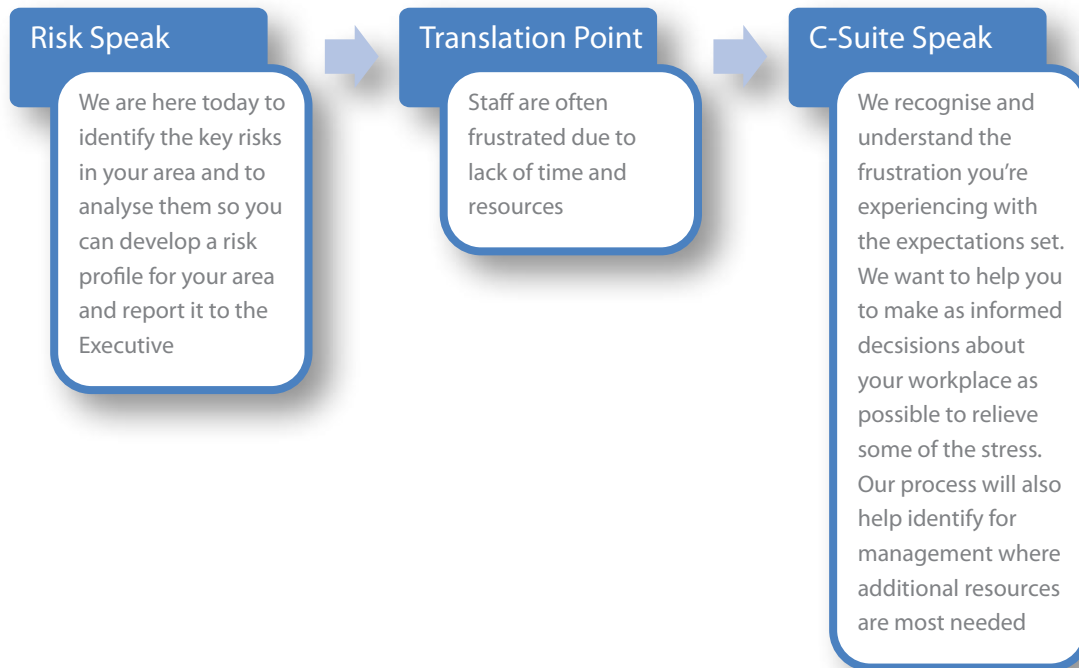 Risk Speak
We are here today to
identify the key risks
in your area and to
analyse them so you
can develop a risk
profile for your area
and report it to the
Executive
Translation Point
Staff are often
frustrated due to
lack of time and
resources
C-Suite Speak
We recognise and
understand the
frustration you’re
experiencing with
the expectations set.
We want to help you
to make as informed
decsisions about
your workplace as
possible to relieve
some of the stress.
Our process will also
help identify for
management where
additional resources
are most needed